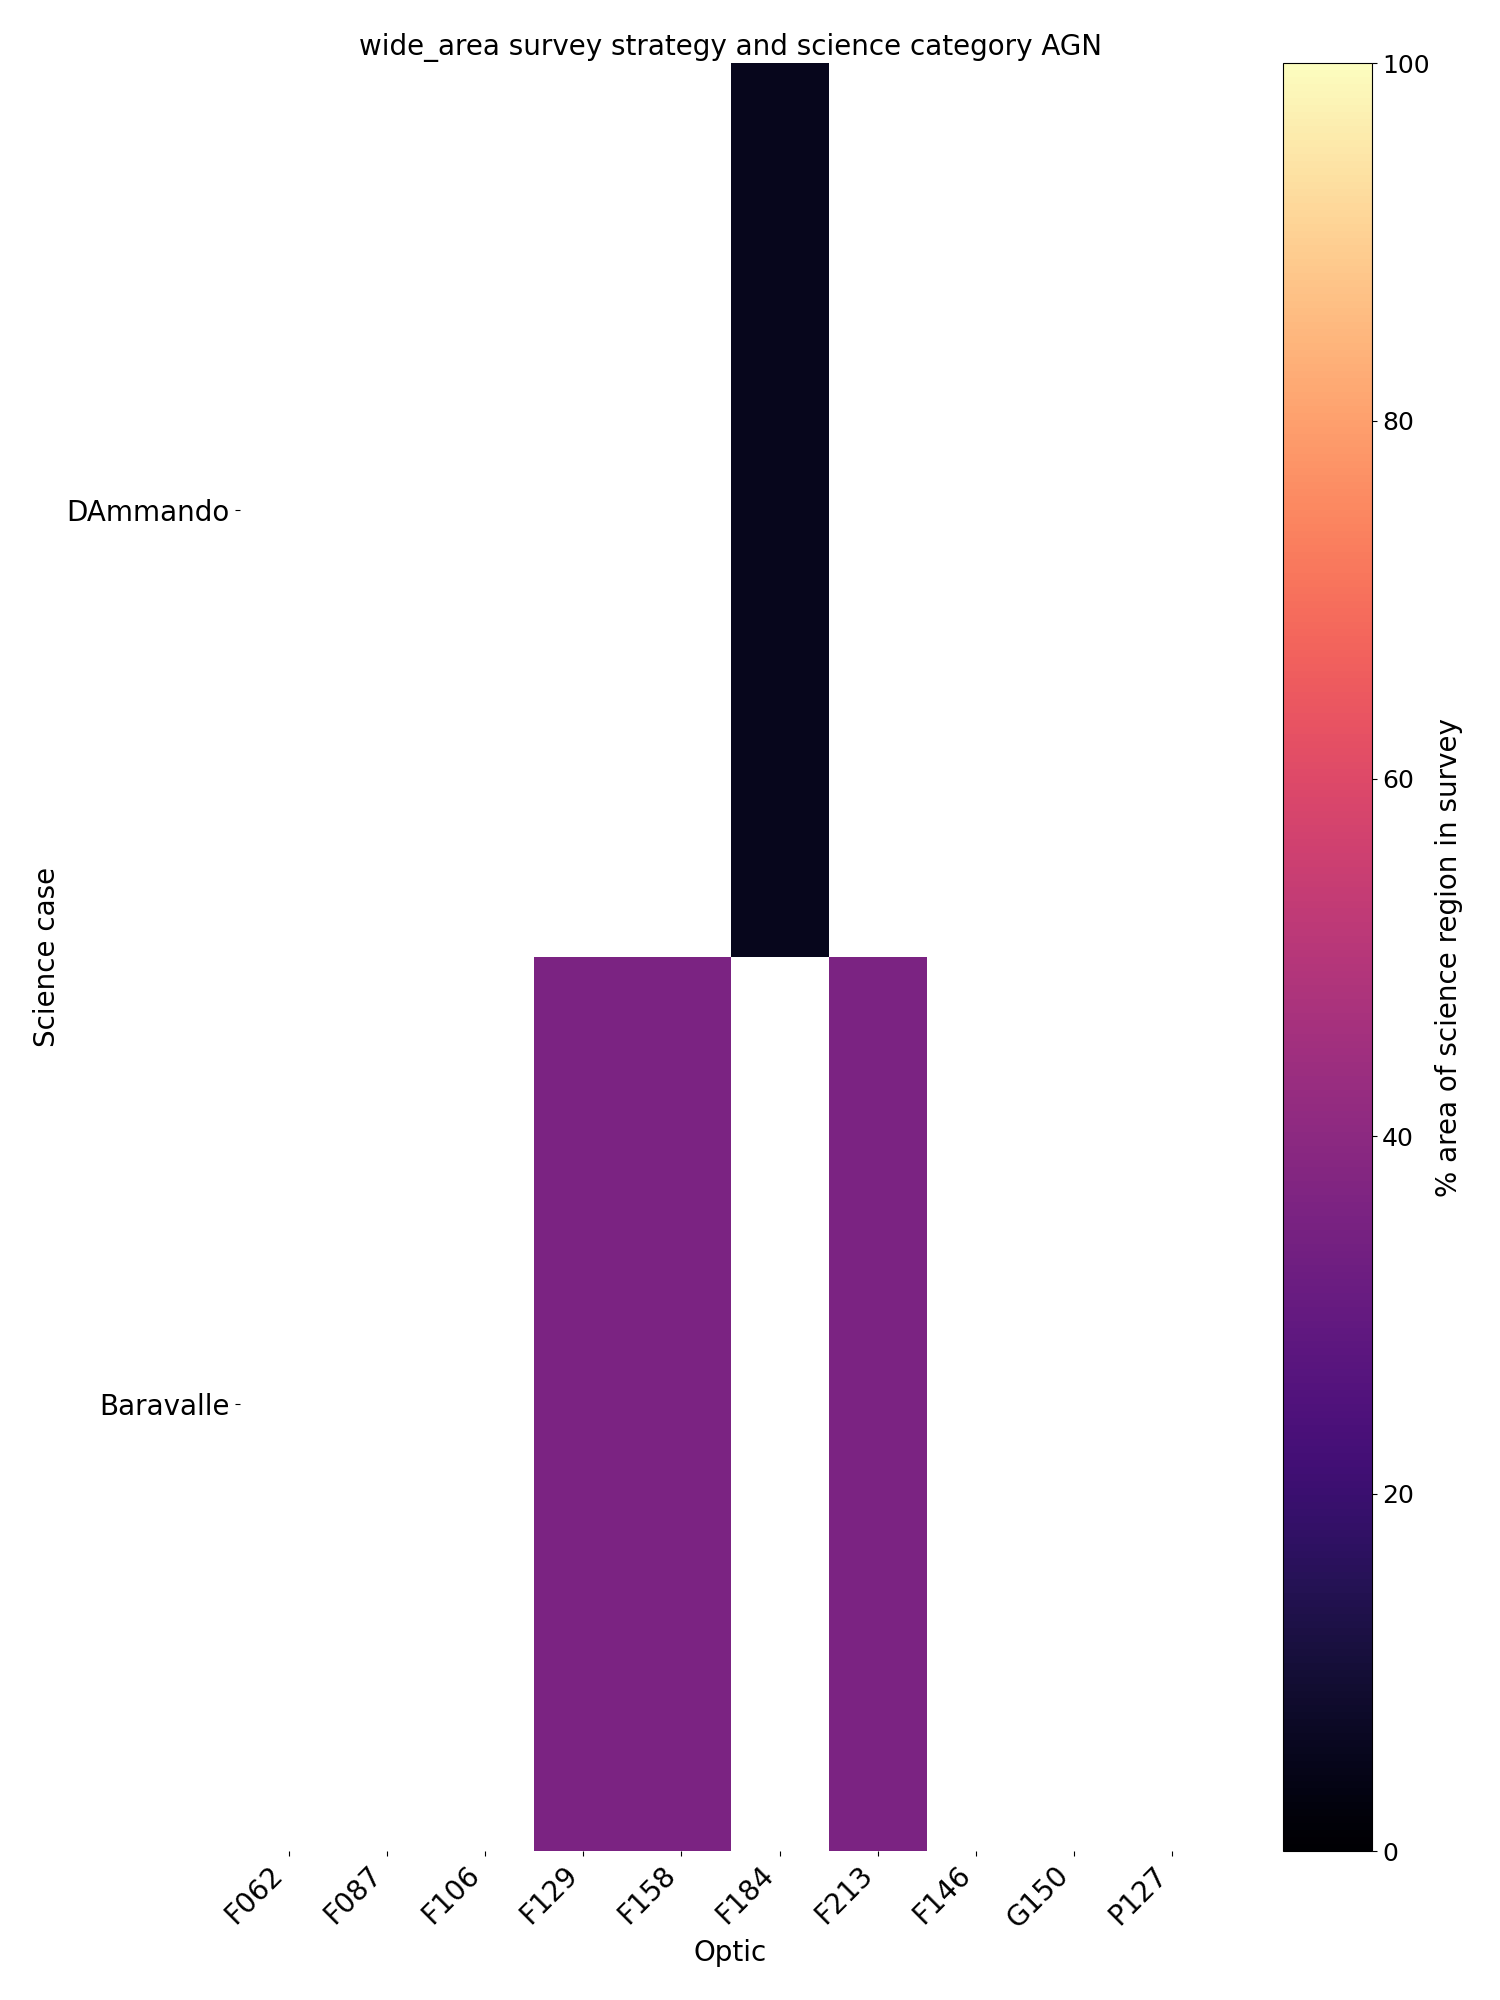 wide_area survey strategy and science category AGN
DAmmando
Baravalle
Science case
F062
F087
F106
F129
F158
F184
F213
F146
G150
P127
Optic
100
80
60
40
20
0
% area of science region in survey